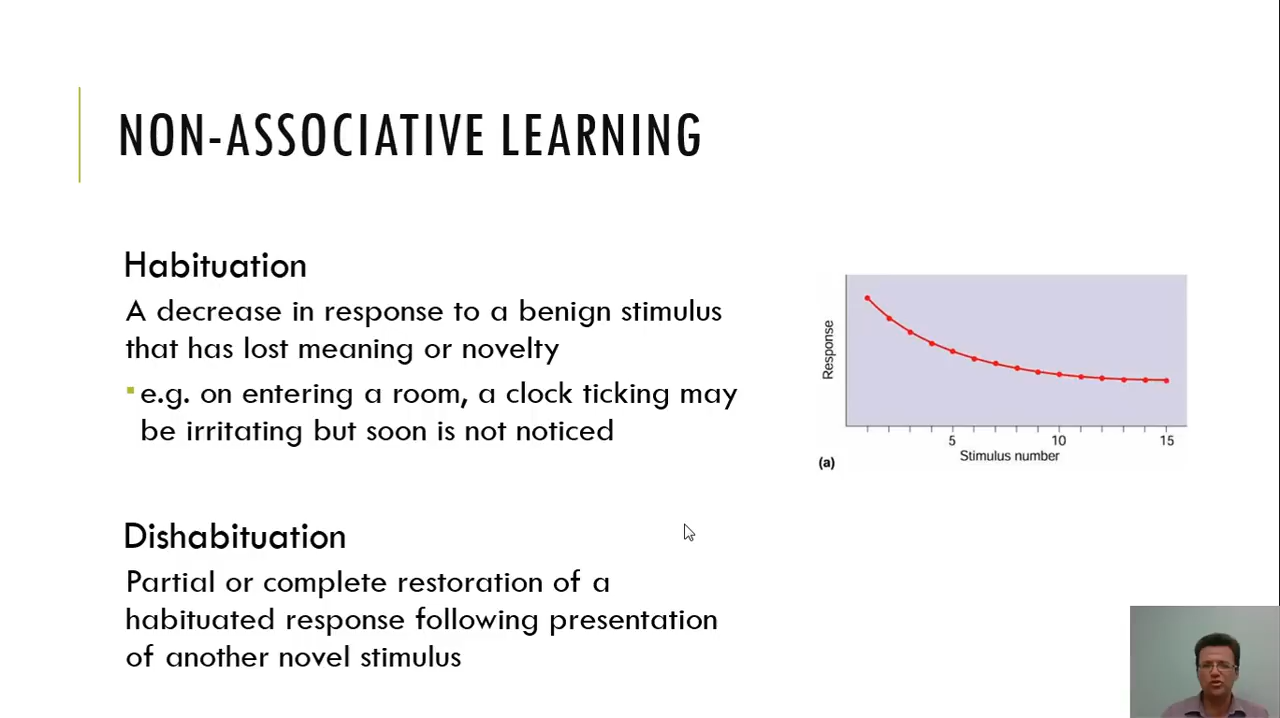 NON-ASSOCIATIVE LEARNING
Habituation
A decrease in response to a benign stimulus
that has lost meaning or novelty
e.g. on entering a room, a clock ticking may
be irritating but soon is not noticed
Dishabituation
Partial or complete restoration of a
habituated response following presentation
of another novel stimulus
Response
5 10 15
Stimulus number
(a)